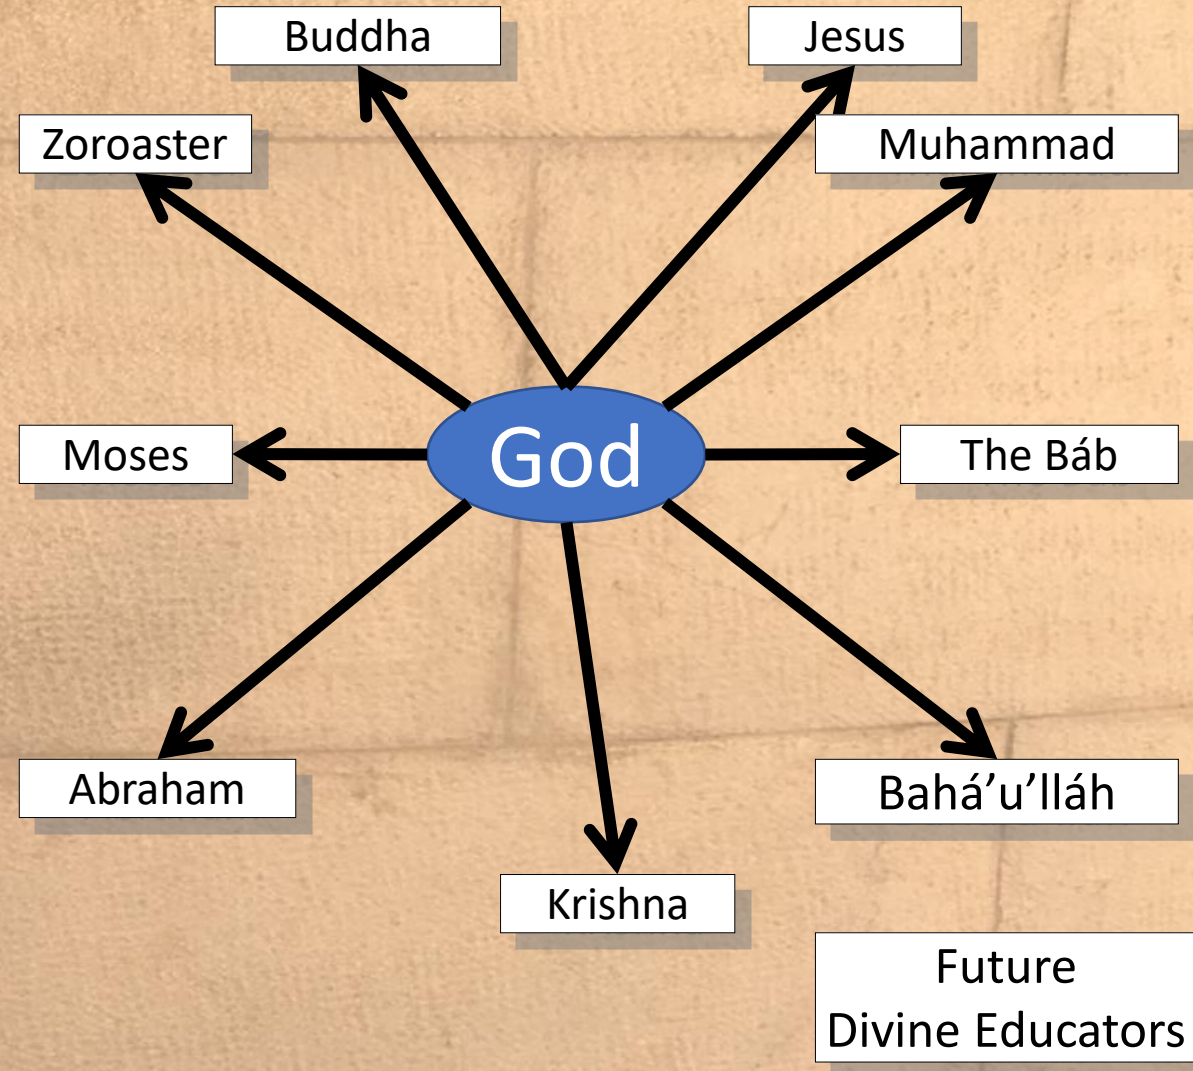 Buddha
Jesus
Zoroaster
Muhammad
God
Moses
The Báb
Abraham
Bahá’u’lláh
Krishna
Future
Divine Educators